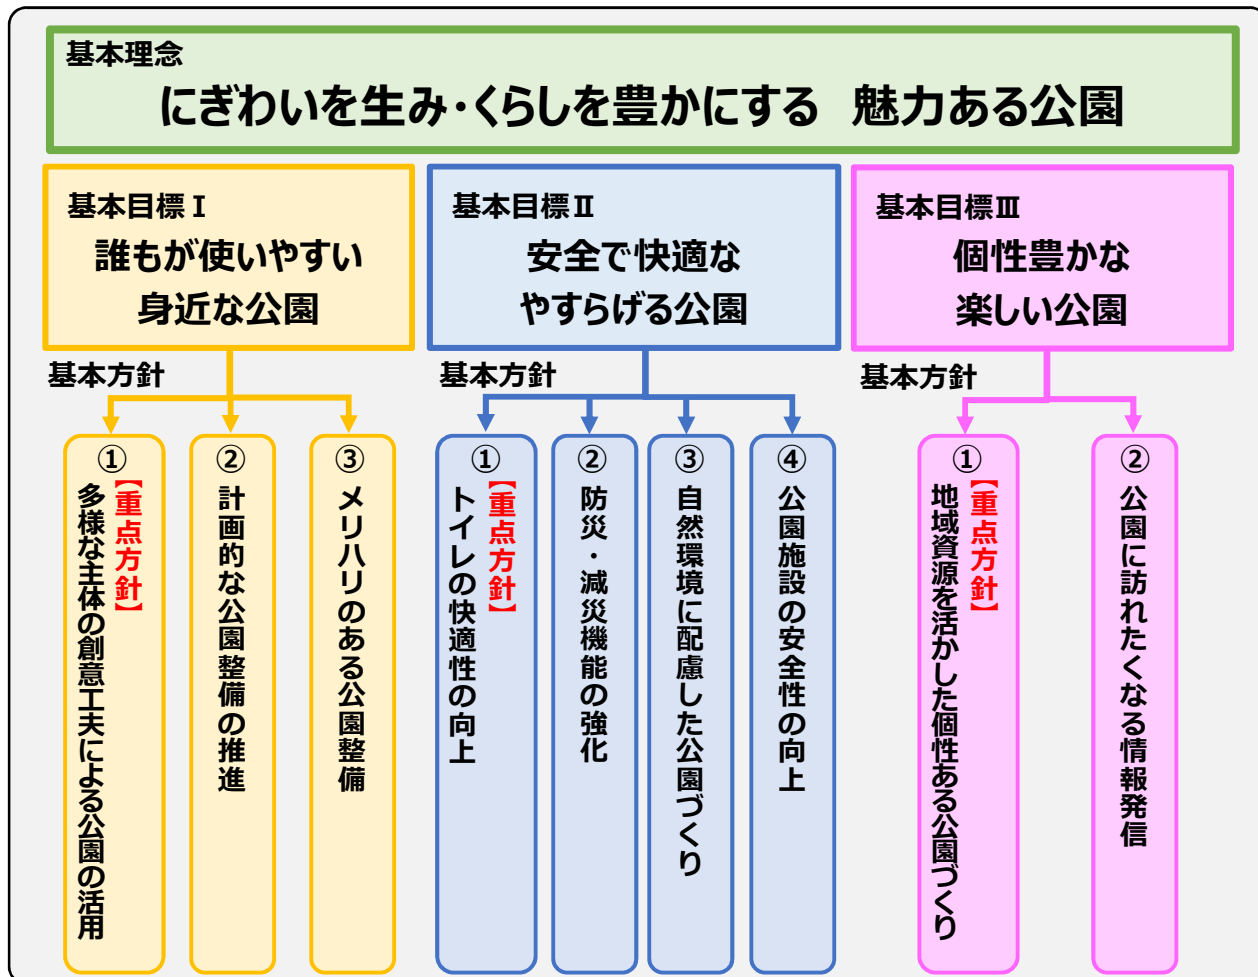 基本理念
にぎわいを生み・くらしを豊かにする 魅力ある公園
基本目標Ⅰ
誰もが使いやすい
身近な公園
基本方針
①
【重点方針】
多様な主体の創意工夫による公園の活用
②
計画的な公園整備の推進
③
メリハリのある公園整備
基本目標Ⅱ
安全で快適な
やすらげる公園
基本方針
①
【重点方針】
トイレの快適性の向上
②
防災・減災機能の強化
③
自然環境に配慮した公園づくり
④
公園施設の安全性の向上
基本目標Ⅲ
個性豊かな
楽しい公園
基本方針
①
【重点方針】
地域資源を活かした個性ある公園づくり
②
公園に訪れたくなる情報発信